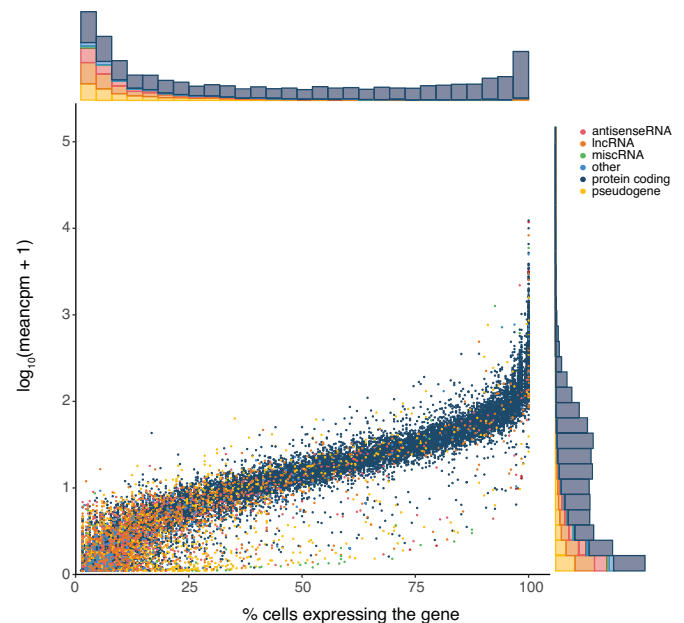 5
4
3
2
1
0
0
25
50
75
100
log10(meancpm + 1)
% cells expressing the gene
antisenseRNA
lncRNA
miscRNA
other
protein coding
pseudogene